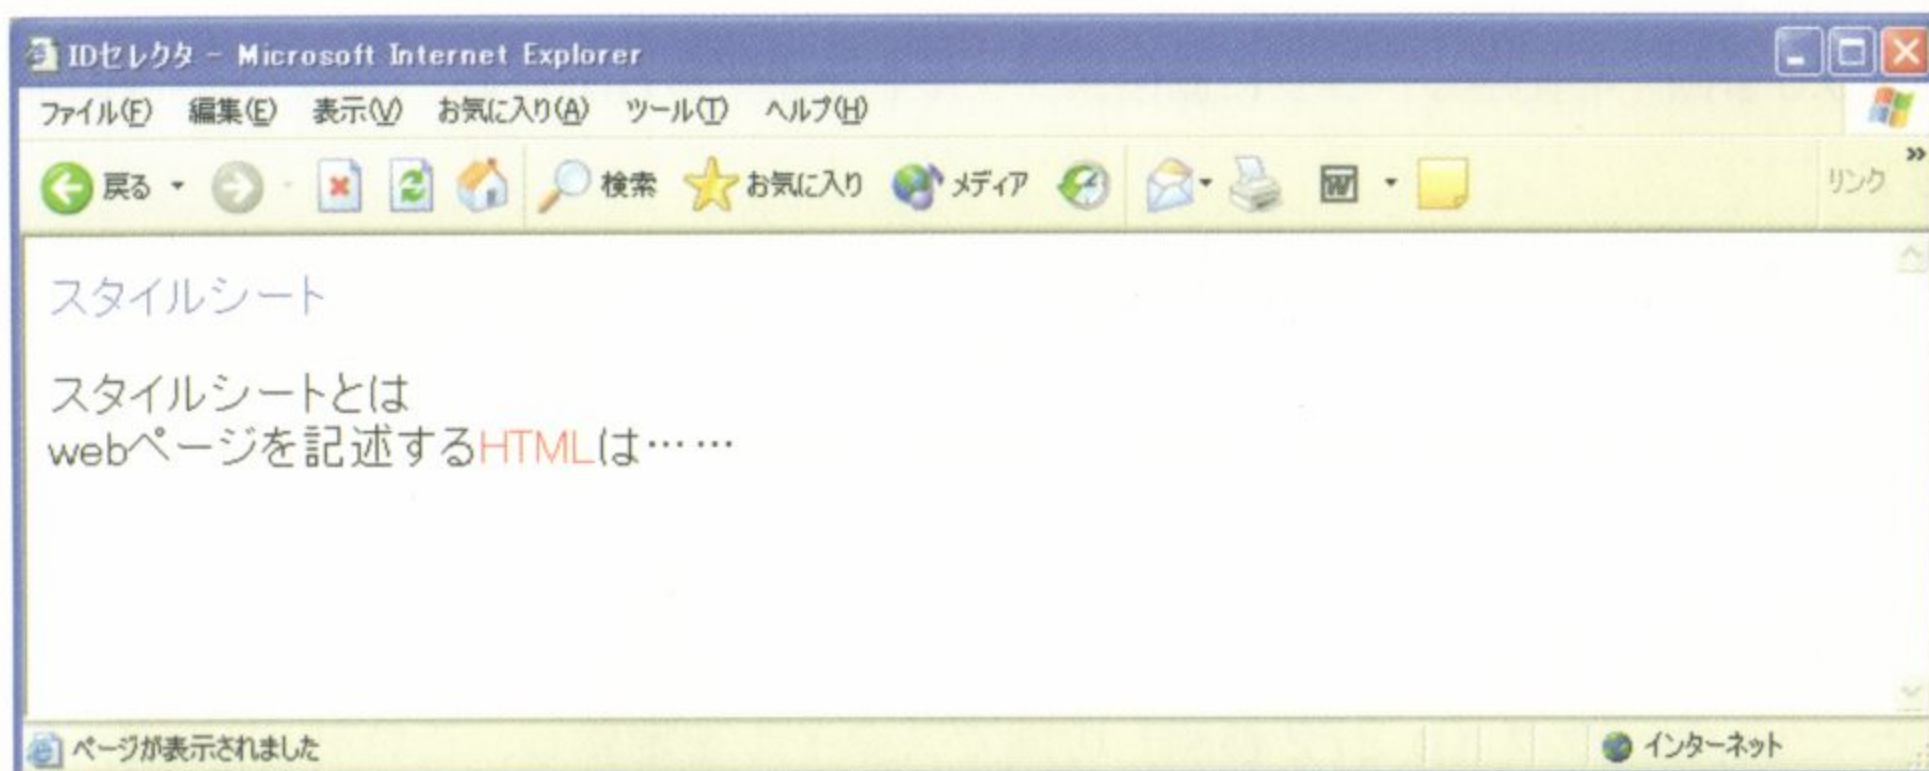 IDセレクタ - Microsoft Internet Explorer
ファイル(F) 編集(E) 表示(V) お気に入り(A) ツール(T) ヘルプ(H)
戻る 検索 お気に入り メディア リンク »
スタイルシート
スタイルシートとは
webページを記述するHTMLは……
ページが表示されました インターネット